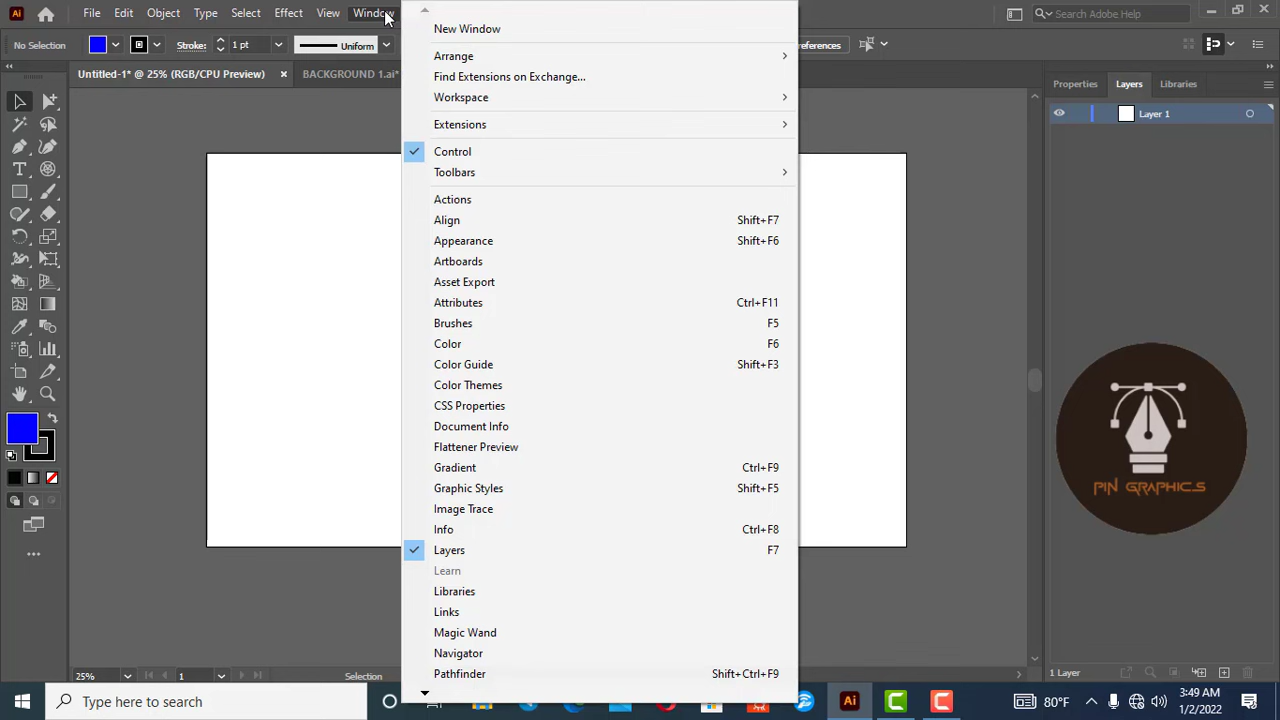 Ai File Edit Object Type Select Effect View Window Search Adobe Help
No Selection Stroke: 1 pt Uniform references
Untitled-1* @ 25% (RGB/CPU Preview) × BACKGROUND 1.ai*
Properties Layers Libraries
Layer 1
New Window
Arrange
Find Extensions on Exchange...
Workspace
Extensions
Control
Toolbars
Actions
Align Shift+F7
Appearance Shift+F6
Artboards
Asset Export
Attributes Ctrl+F11
Brushes F5
Color F6
Color Guide Shift+F3
Color Themes
CSS Properties
Document Info
Flattener Preview
Gradient Ctrl+F9
Graphic Styles Shift+F5
Image Trace
Info Ctrl+F8
Layers F7
Learn
Libraries
Links
Magic Wand
Navigator
Pathfinder Shift+Ctrl+F9
PIN GRAPHICS
25% 1 Selection
1 Layer
Type here to search
Ai
80°F
3:49 AM
1/2/2022